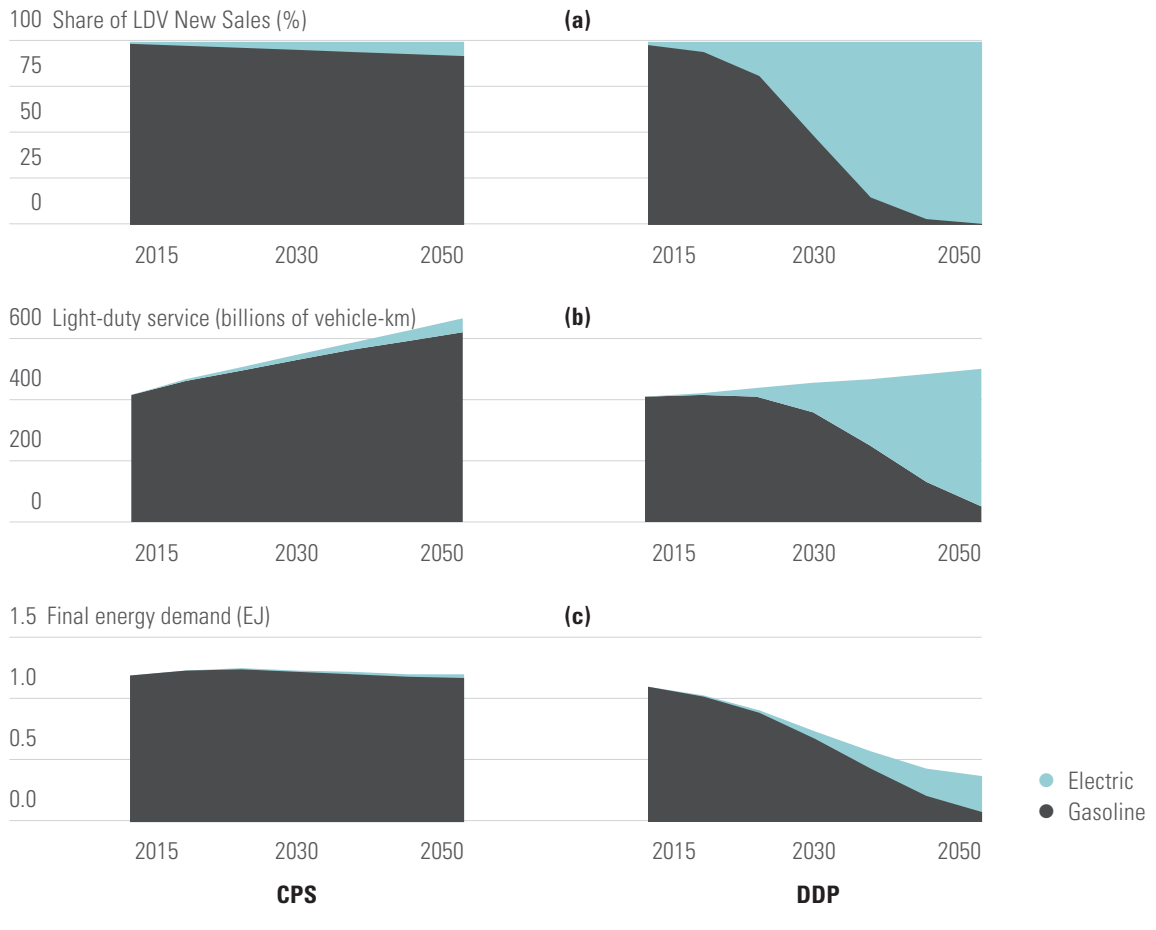 100 Share of LDV New Sales (%) (a)
75
50
25
0
2015 2030 2050 2015 2030 2050
600 Light-duty service (billions of vehicle-km) (b)
400
200
0
2015 2030 2050 2015 2030 2050
1.5 Final energy demand (EJ) (c)
1.0
0.5
0.0
Electric
Gasoline
2015 2030 2050 2015 2030 2050
CPS DDP